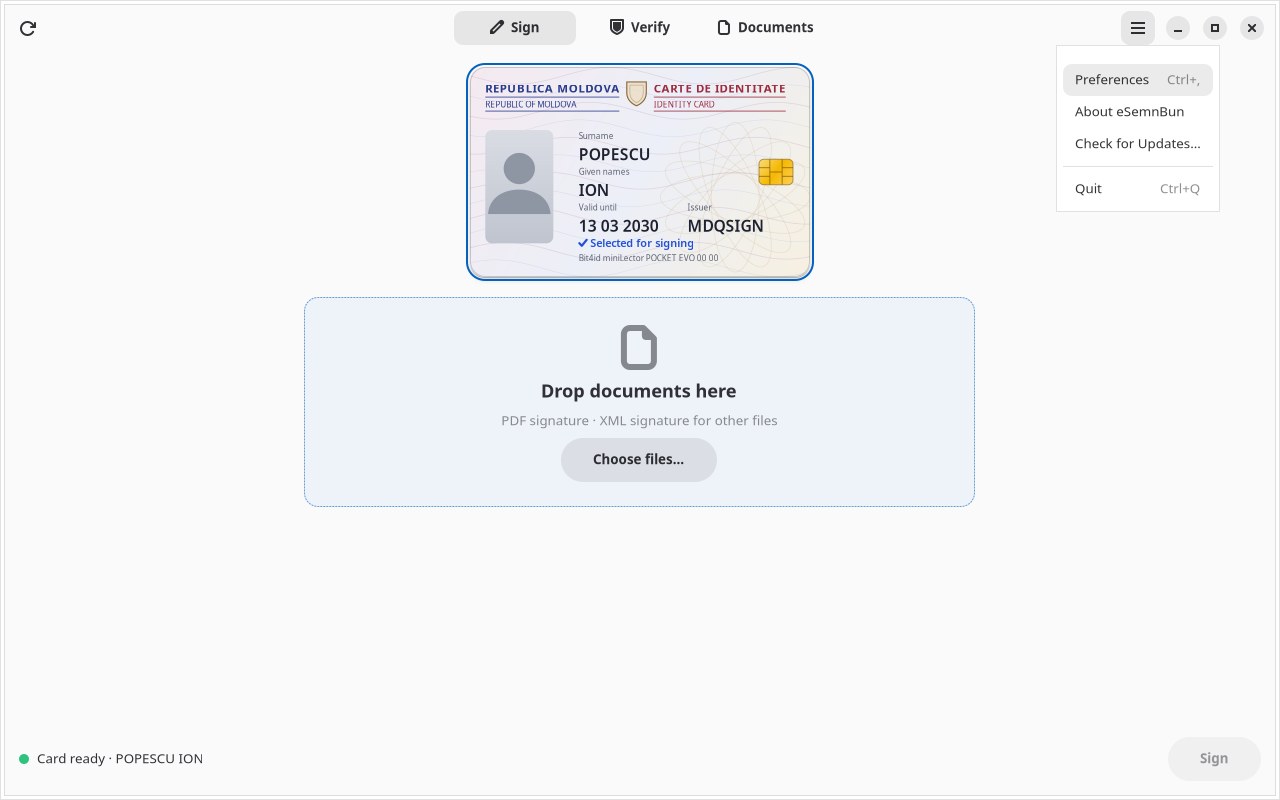 Sign Verify Documents
REPUBLICA MOLDOVA CARTE DE IDENTITATE
REPUBLIC OF MOLDOVA IDENTITY CARD
Surname
POPESCU
Given names
ION
Valid until Issuer
13 03 2030 MDQSIGN
Selected for signing
Bit4id miniLector POCKET EVO 00 00
Preferences Ctrl+,
About eSemnBun
Check for Updates...
Quit Ctrl+Q
Drop documents here
PDF signature · XML signature for other files
Choose files...
Card ready · POPESCU ION
Sign